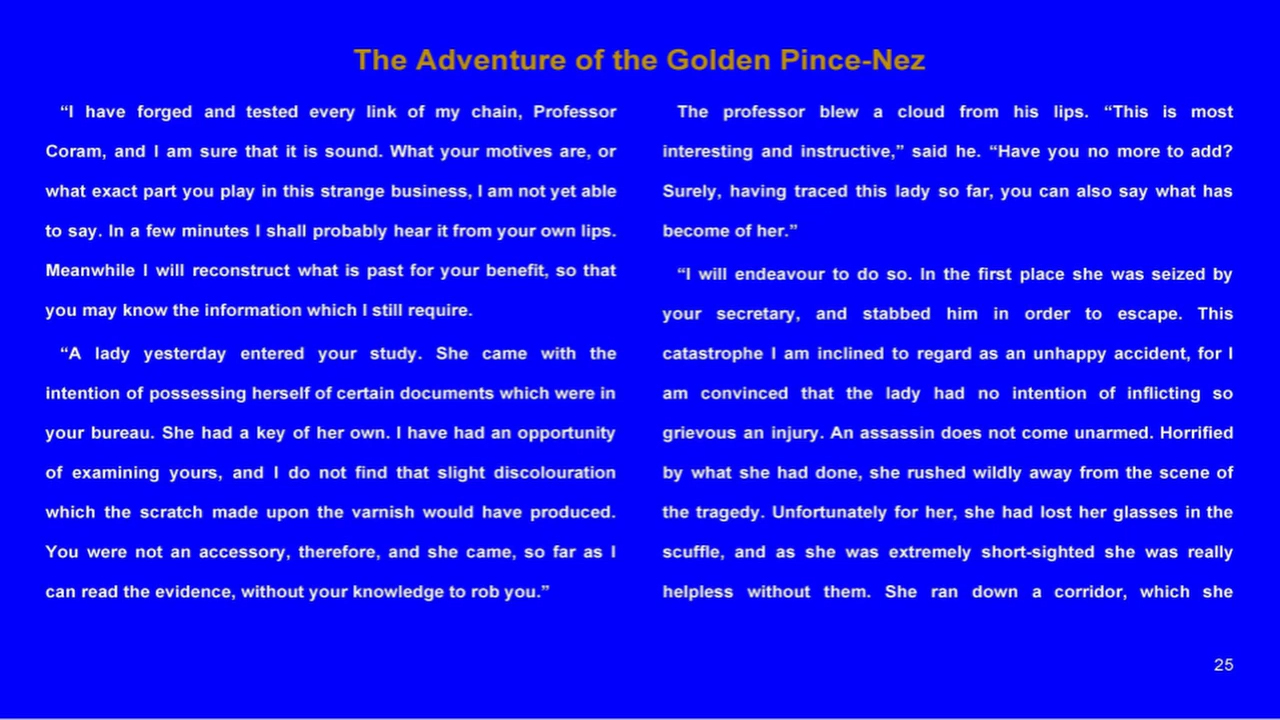 The Adventure of the Golden Pince-Nez
“I have forged and tested every link of my chain, Professor
Coram, and I am sure that it is sound. What your motives are, or
what exact part you play in this strange business, I am not yet able
to say. In a few minutes I shall probably hear it from your own lips.
Meanwhile I will reconstruct what is past for your benefit, so that
you may know the information which I still require.
“A lady yesterday entered your study. She came with the
intention of possessing herself of certain documents which were in
your bureau. She had a key of her own. I have had an opportunity
of examining yours, and I do not find that slight discolouration
which the scratch made upon the varnish would have produced.
You were not an accessory, therefore, and she came, so far as I
can read the evidence, without your knowledge to rob you.”
The professor blew a cloud from his lips. “This is most
interesting and instructive,” said he. “Have you no more to add?
Surely, having traced this lady so far, you can also say what has
become of her.”
“I will endeavour to do so. In the first place she was seized by
your secretary, and stabbed him in order to escape. This
catastrophe I am inclined to regard as an unhappy accident, for I
am convinced that the lady had no intention of inflicting so
grievous an injury. An assassin does not come unarmed. Horrified
by what she had done, she rushed wildly away from the scene of
the tragedy. Unfortunately for her, she had lost her glasses in the
scuffle, and as she was extremely short-sighted she was really
helpless without them. She ran down a corridor, which she
25